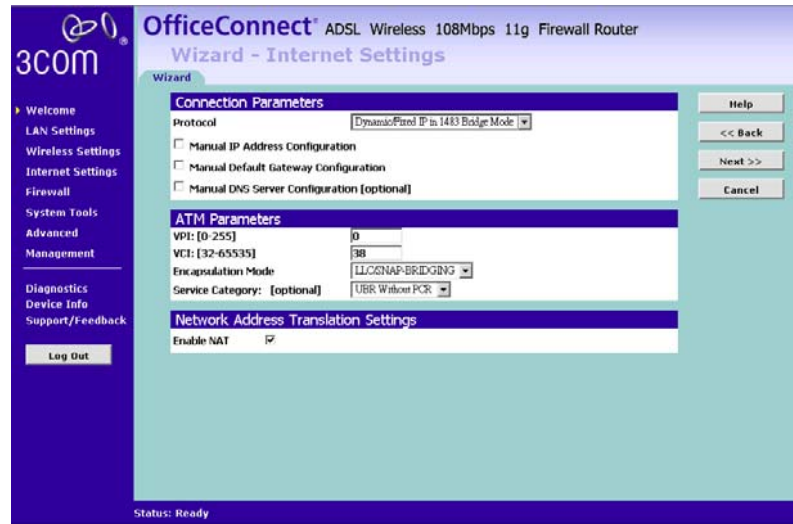 3COM
OfficeConnect® ADSL Wireless 108Mbps 11g Firewall Router
Wizard - Internet Settings
Wizard
Welcome
LAN Settings
Wireless Settings
Internet Settings
Firewall
System Tools
Advanced
Management
Diagnostics
Device Info
Support/Feedback
Log Out
Connection Parameters
Protocol Dynamic/Fixed IP in 1483 Bridge Mode
Manual IP Address Configuration
Manual Default Gateway Configuration
Manual DNS Server Configuration [optional]
ATM Parameters
VPI: [0-255] 0
VCI: [32-65535] 38
Encapsulation Mode LLC/SNAP-BRIDGING
Service Category: [optional] UBR Without PCR
Network Address Translation Settings
Enable NAT
Help
<< Back
Next >>
Cancel
Status: Ready